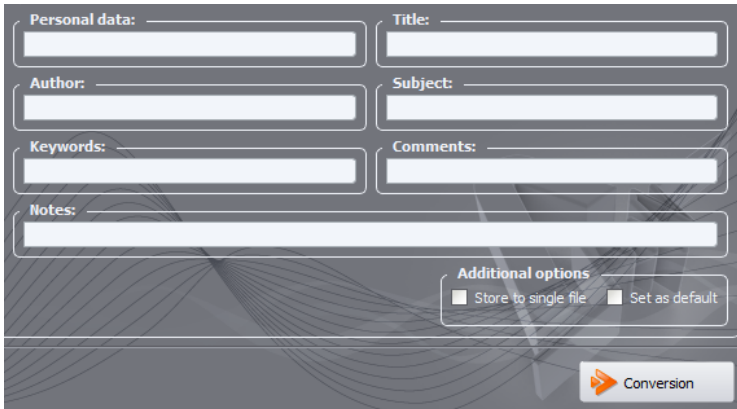 Personal data: Title:
Author: Subject:
Keywords: Comments:
Notes:
Additional options
Store to single file Set as default
Conversion